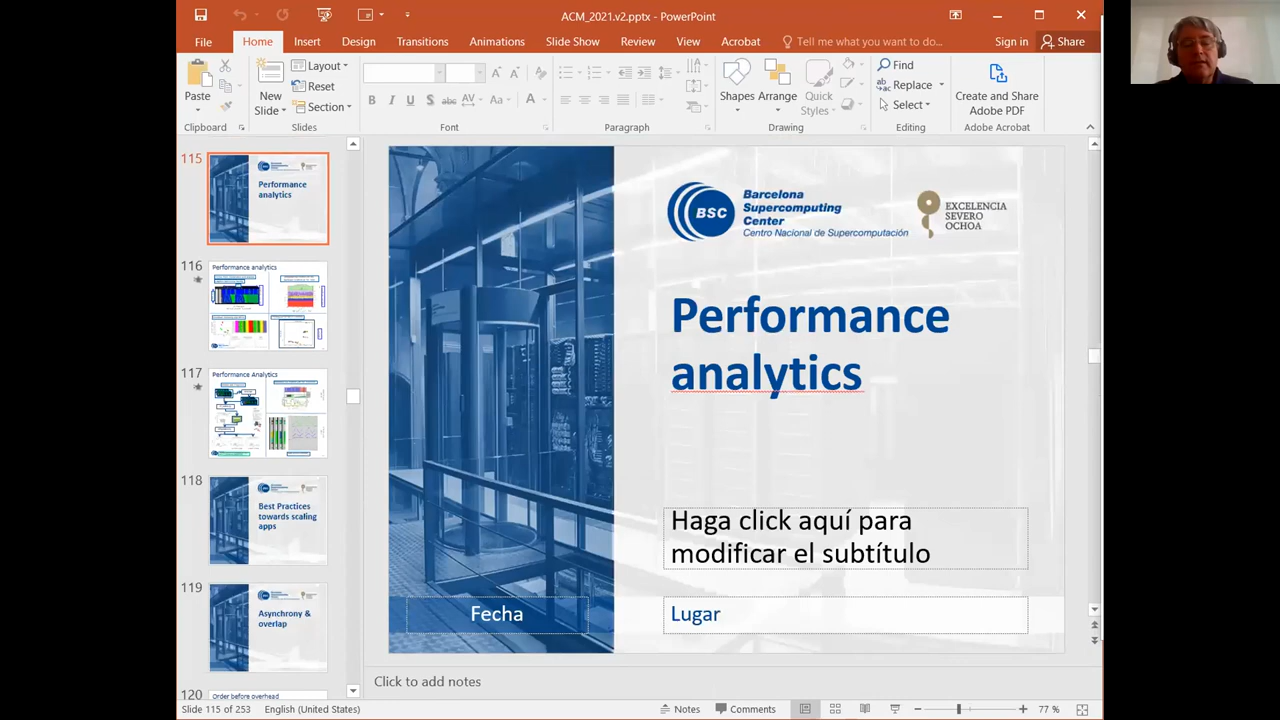 ACM_2021.v2.pptx - PowerPoint
File
Home
Insert
Design
Transitions
Animations
Slide Show
Review
View
Acrobat
Tell me what you want to do...
Sign in
Share
Paste
New
Slide
Layout
Reset
Section
B I U S abc AV Aa A
Shapes
Arrange
Quick
Styles
Find
Replace
Select
Create and Share
Adobe PDF
Clipboard
Slides
Font
Paragraph
Drawing
Editing
Adobe Acrobat
115
Performance
analytics
116
Performance analytics
117
Performance Analytics
118
Best Practices
towards scaling
apps
119
Asynchrony &
overlap
120
Order before overhead
BSC
Barcelona
Supercomputing
Center
Centro Nacional de Supercomputación
EXCELENCIA
SEVERO
OCHOA
Performance
analytics
Haga click aquí para
modificar el subtítulo
Fecha
Lugar
Click to add notes
Slide 115 of 253
English (United States)
Notes
Comments
77 %